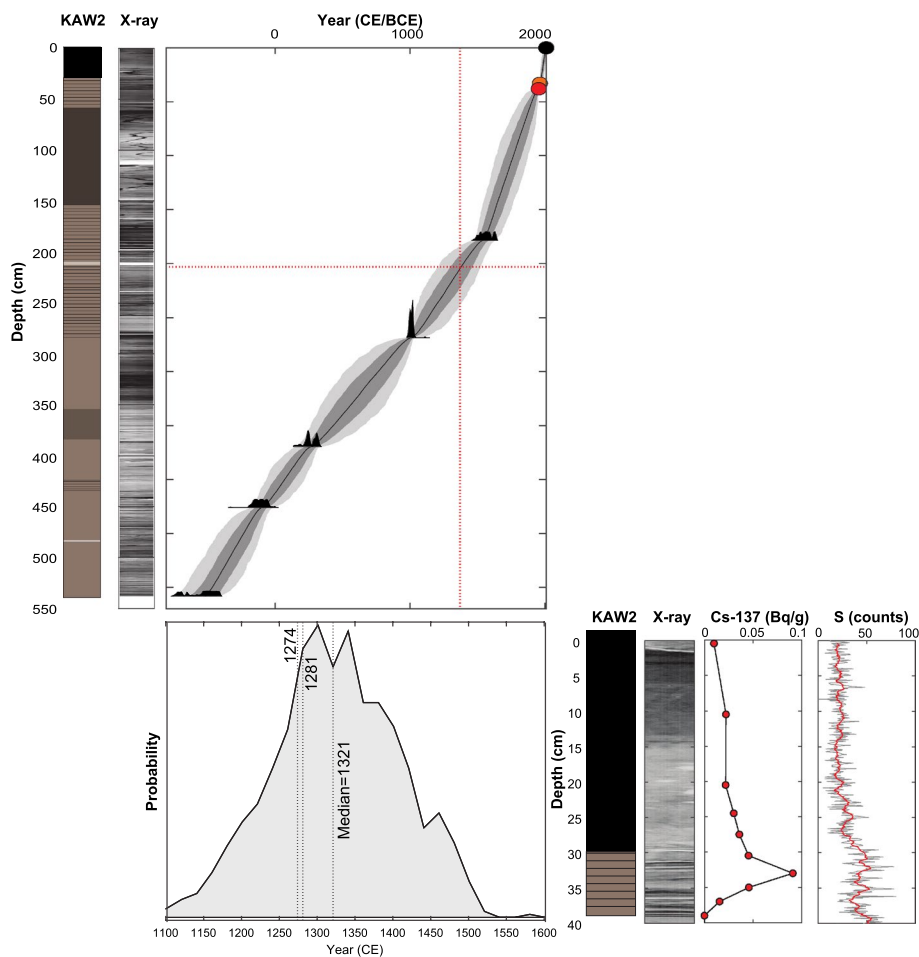 KAW2 X-ray Year (CE/BCE)
0 1000 2000
Depth (cm)
0
50
100
150
200
250
300
350
400
450
500
550
Probability
1274
1281
Median=1321
1100 1150 1200 1250 1300 1350 1400 1450 1500 1550 1600
Year (CE)
KAW2 X-ray Cs-137 (Bq/g) S (counts)
0 0.05 0.1 0 50 100
Depth (cm)
0
5
10
15
20
25
30
35
40